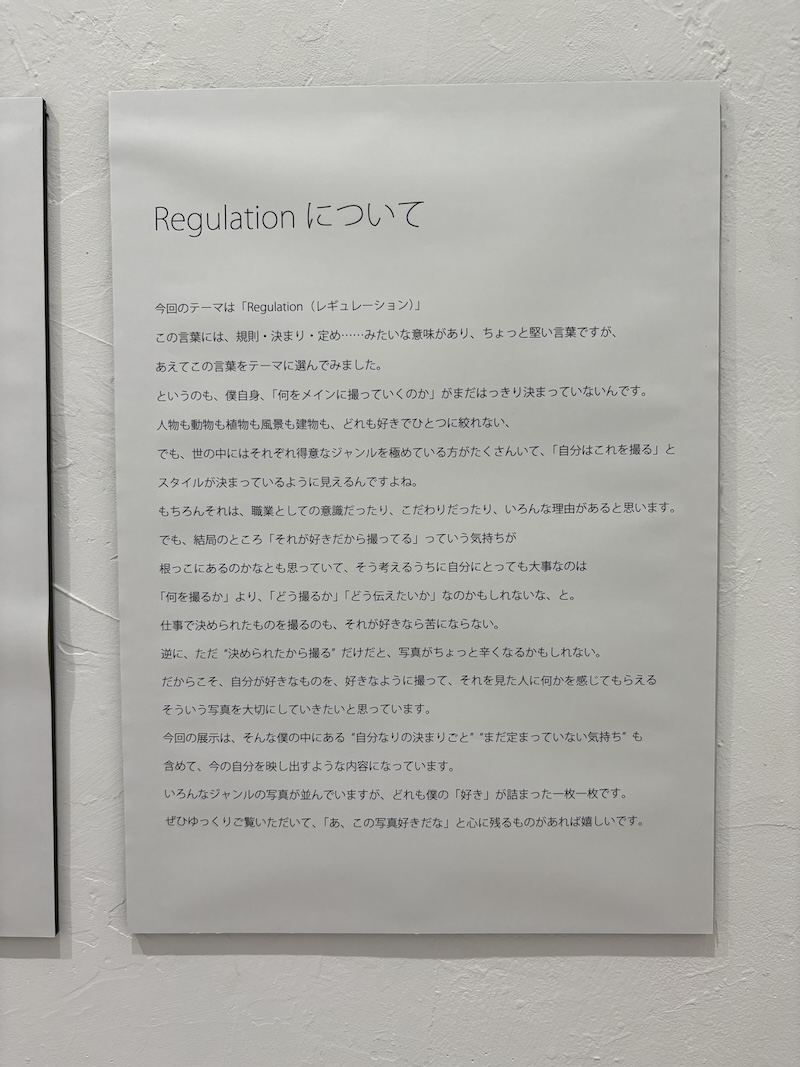 Regulation について
今回のテーマは「Regulation（レギュレーション）」
この言葉には、規則・決まり・定め……みたいな意味があり、ちょっと堅い言葉ですが、
あえてこの言葉をテーマに選んでみました。
というのも、僕自身、「何をメインに撮っていくのか」がまだはっきり決まっていないんです。
人物も動物も植物も風景も建物も、どれも好きでひとつに絞れない、
でも、世の中にはそれぞれ得意なジャンルを極めている方がたくさんいて、「自分はこれを撮る」と
スタイルが決まっているように見えるんですよね。
もちろんそれは、職業としての意識だったり、こだわりだったり、いろんな理由があると思います。
でも、結局のところ「それが好きだから撮ってる」っていう気持ちが
根っこにあるのかなとも思っていて、そう考えるうちに自分にとっても大事なのは
「何を撮るか」より、「どう撮るか」「どう伝えたいか」なのかもしれないな、と。
仕事で決められたものを撮るのも、それが好きなら苦にならない。
逆に、ただ “決められたから撮る” だけだと、写真がちょっと辛くなるかもしれない。
だからこそ、自分が好きなものを、好きなように撮って、それを見た人に何かを感じてもらえる
そういう写真を大切にしていきたいと思っています。
今回の展示は、そんな僕の中にある “自分なりの決まりごと” “まだ定まっていない気持ち” も
含めて、今の自分を映し出すような内容になっています。
いろんなジャンルの写真が並んでいますが、どれも僕の「好き」が詰まった一枚一枚です。
ぜひゆっくりご覧いただいて、「あ、この写真好きだな」と心に残るものがあれば嬉しいです。